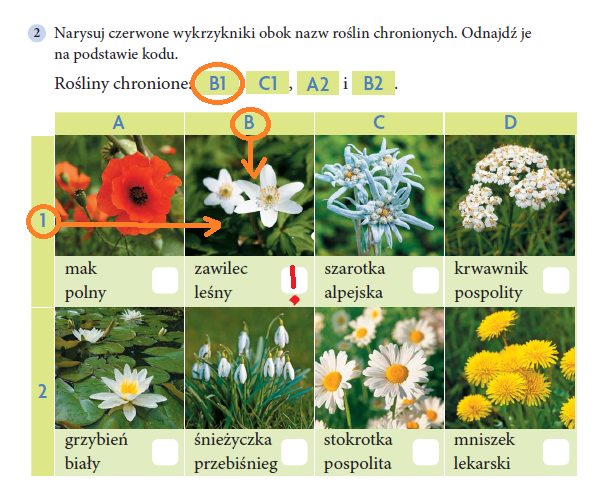 2 Narysuj czerwone wykrzykniki obok nazw roślin chronionych. Odnajdź je
na podstawie kodu.
Rośliny chronione: B1 C1 , A2 i B2 .
A B C D
1
mak polny
zawilec leśny !
szarotka alpejska
krwawnik pospolity
2
grzybień biały
śnieżyczka przebiśnieg
stokrotka pospolita
mniszek lekarski